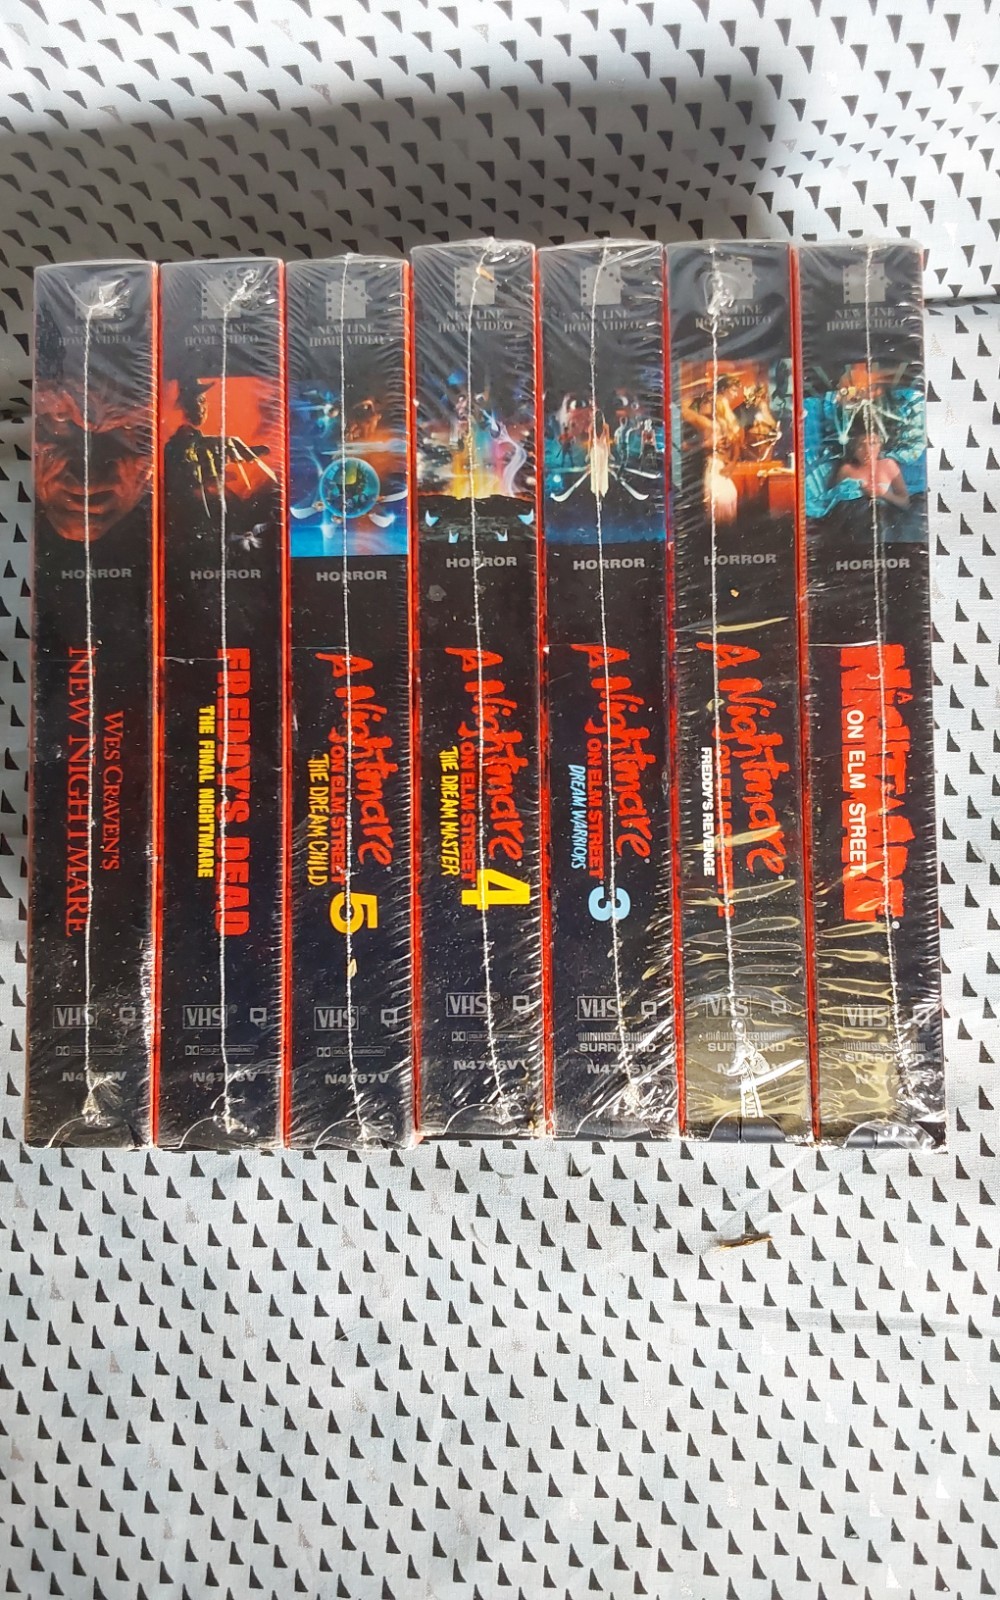 NEW LINE
HOME VIDEO
HORROR
WES CRAVEN'S
NEW NIGHTMARE
VHS
NEW LINE
HOME VIDEO
HORROR
FREDDY'S DEAD
THE FINAL NIGHTMARE
VHS
NEW LINE
HOME VIDEO
HORROR
A Nightmare
ON ELM STREET
THE DREAM CHILD
5
VHS
N4767V
NEW LINE
HOME VIDEO
HORROR
A Nightmare
ON ELM STREET
THE DREAM MASTER
4
VHS
NEW LINE
HOME VIDEO
HORROR
A Nightmare
ON ELM STREET
DREAM WARRIORS
3
VHS
SURROUND
LINE
HOME VIDEO
HORROR
A Nightmare
FREDDY'S REVENGE
2
VHS
SURROUND
NEW LINE
HOME VIDEO
HORROR
A
NIGHTMARE
ON ELM STREET
VHS
SURROUND